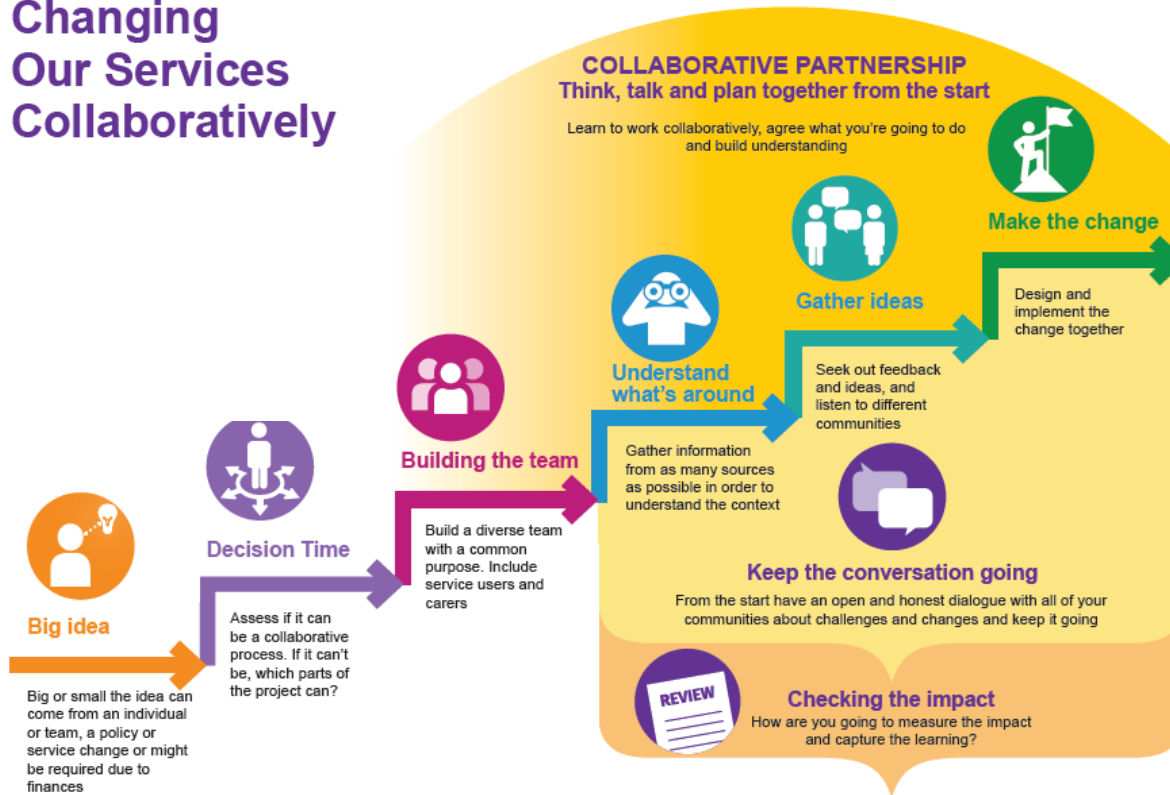 Changing
Our Services
Collaboratively
COLLABORATIVE PARTNERSHIP
Think, talk and plan together from the start
Learn to work collaboratively, agree what you're going to do
and build understanding
Big idea
Big or small the idea can
come from an individual
or team, a policy or
service change or might
be required due to
finances
Decision Time
Assess if it can
be a collaborative
process. If it can't
be, which parts of
the project can?
Building the team
Build a diverse team
with a common
purpose. Include
service users and
carers
Understand
what's around
Gather information
from as many sources
as possible in order to
understand the context
Gather ideas
Seek out feedback
and ideas, and
listen to different
communities
Make the change
Design and
implement the
change together
Keep the conversation going
From the start have an open and honest dialogue with all of your
communities about challenges and changes and keep it going
REVIEW
Checking the impact
How are you going to measure the impact
and capture the learning?